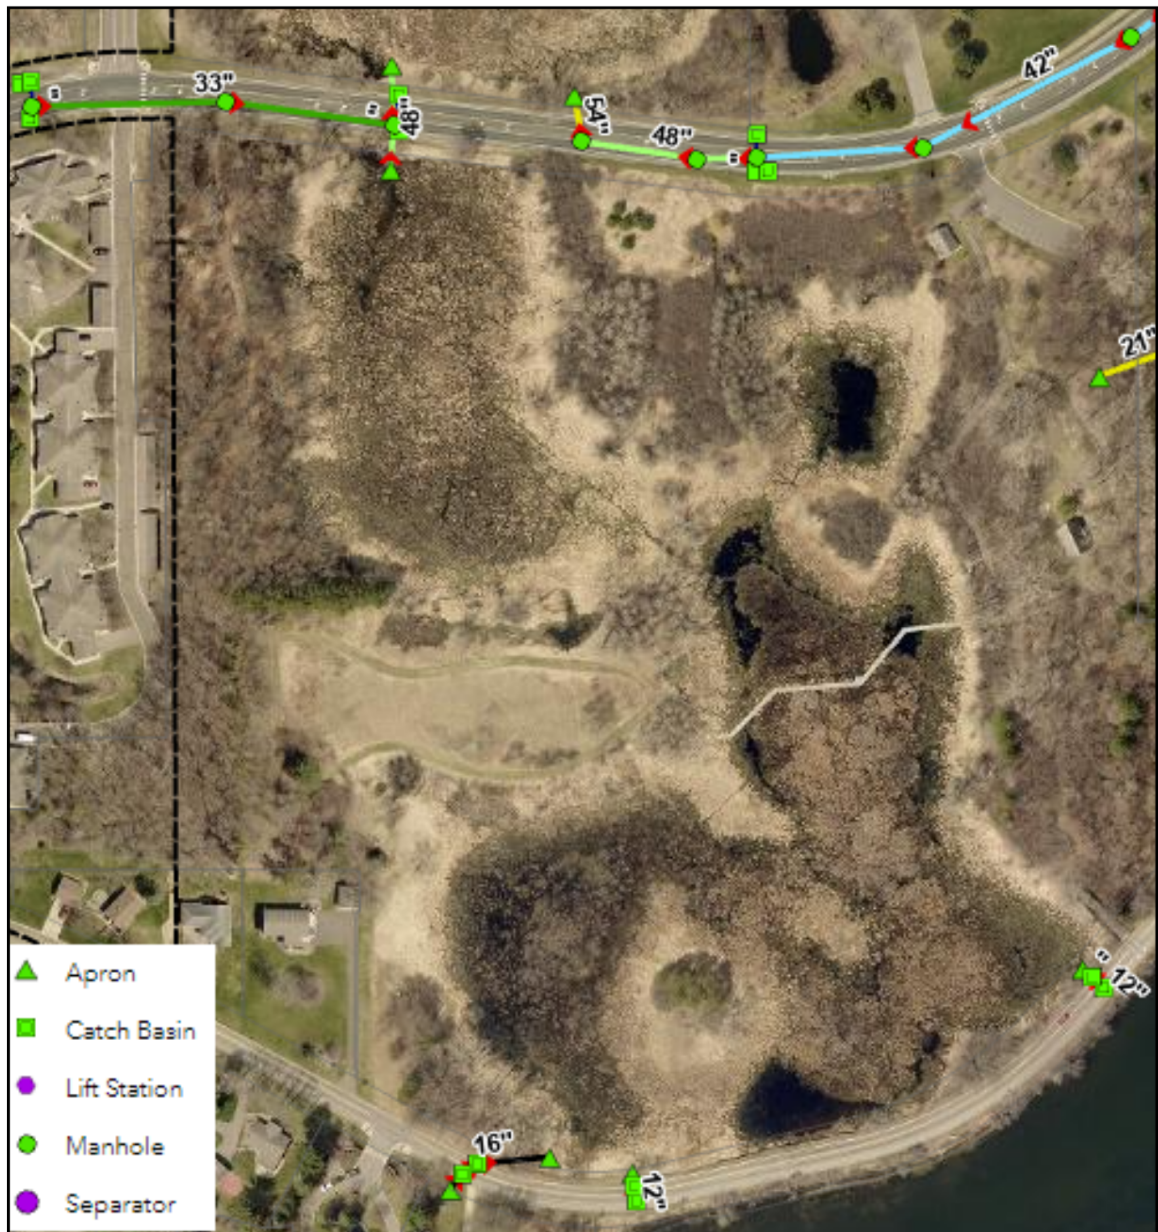 42"
33"
"
"
48"
54"
48"
"
21"
"
12"
16"
12"
Apron
Catch Basin
Lift Station
Manhole
Separator